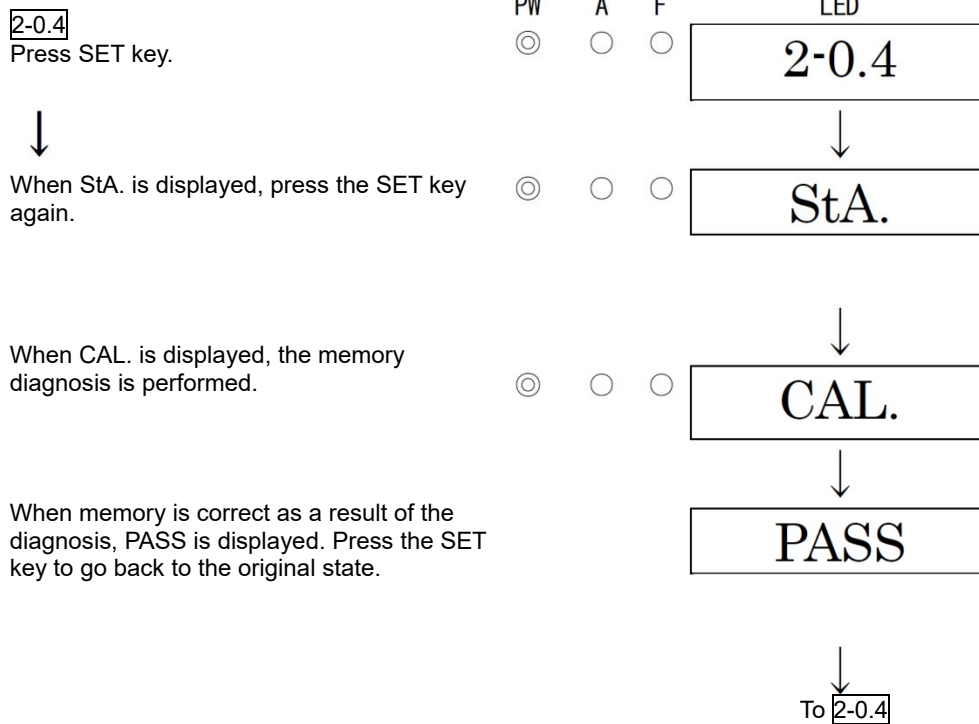 PW A F LED
2-0.4
Press SET key.
2-0.4
When StA. is displayed, press the SET key
again.
StA.
When CAL. is displayed, the memory
diagnosis is performed.
CAL.
When memory is correct as a result of the
diagnosis, PASS is displayed. Press the SET
key to go back to the original state.
PASS
To 2-0.4